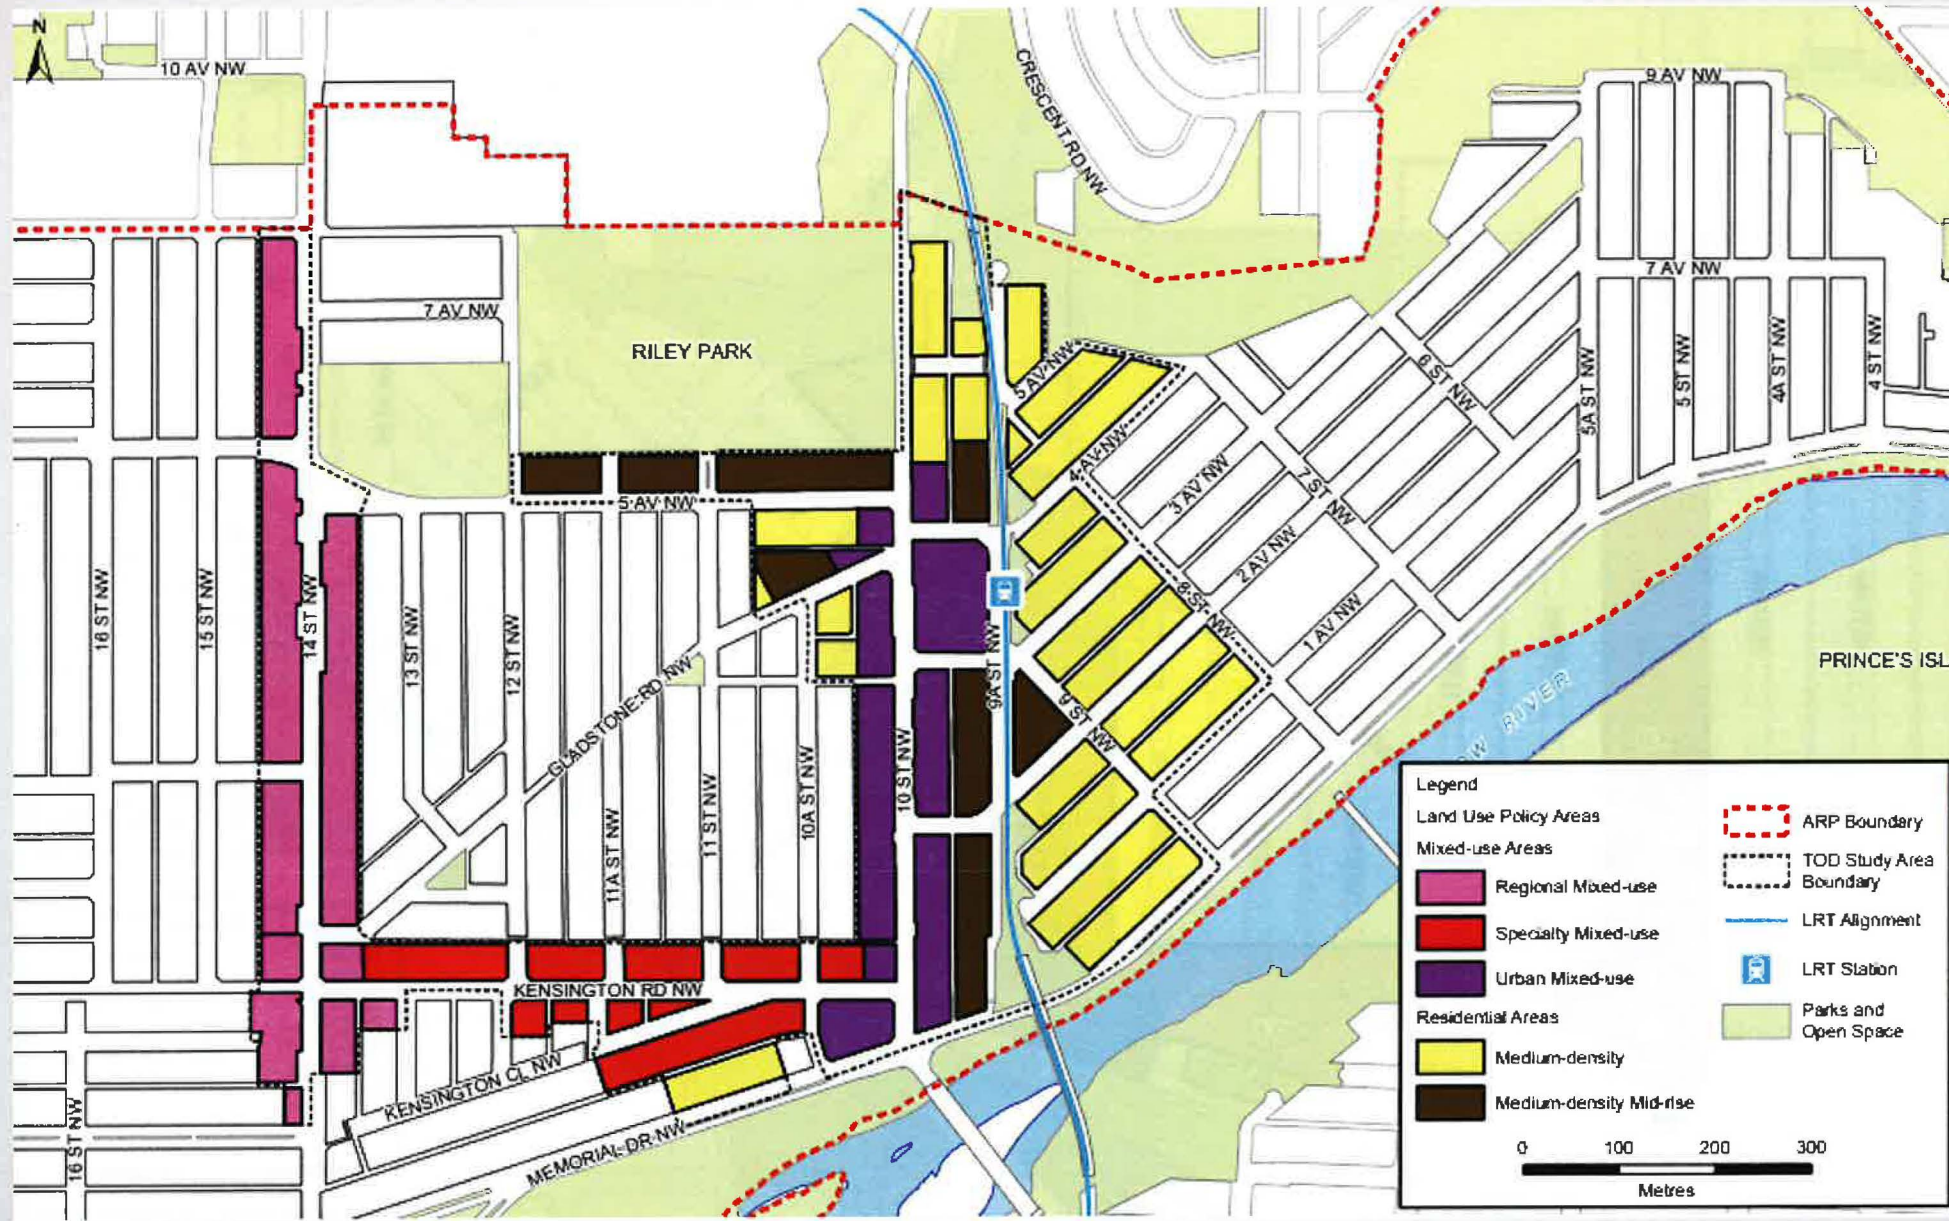 N
10 AV NW
CRESCENT RD NW
9 AV NW
7 AV NW
7 AV NW
RILEY PARK
5 AV NW
6 ST NW
5A ST NW
5 ST NW
4A ST NW
4 ST NW
4 AV NW
3 AV NW
7 ST NW
5 AV NW
2 AV NW
16 ST NW
15 ST NW
14 ST NW
13 ST NW
12 ST NW
GLADSTONE RD NW
8 ST NW
1 AV NW
9A ST NW
9 ST NW
PRINCE'S ISL
OW RIVER
11A ST NW
11 ST NW
10A ST NW
10 ST NW
KENSINGTON RD NW
KENSINGTON CL NW
MEMORIAL DR NW
16 ST NW
Legend
Land Use Policy Areas
Mixed-use Areas
Regional Mixed-use
Specialty Mixed-use
Urban Mixed-use
Residential Areas
Medium-density
Medium-density Mid-rise
ARP Boundary
TOD Study Area
Boundary
LRT Alignment
LRT Station
Parks and
Open Space
0 100 200 300
Metres